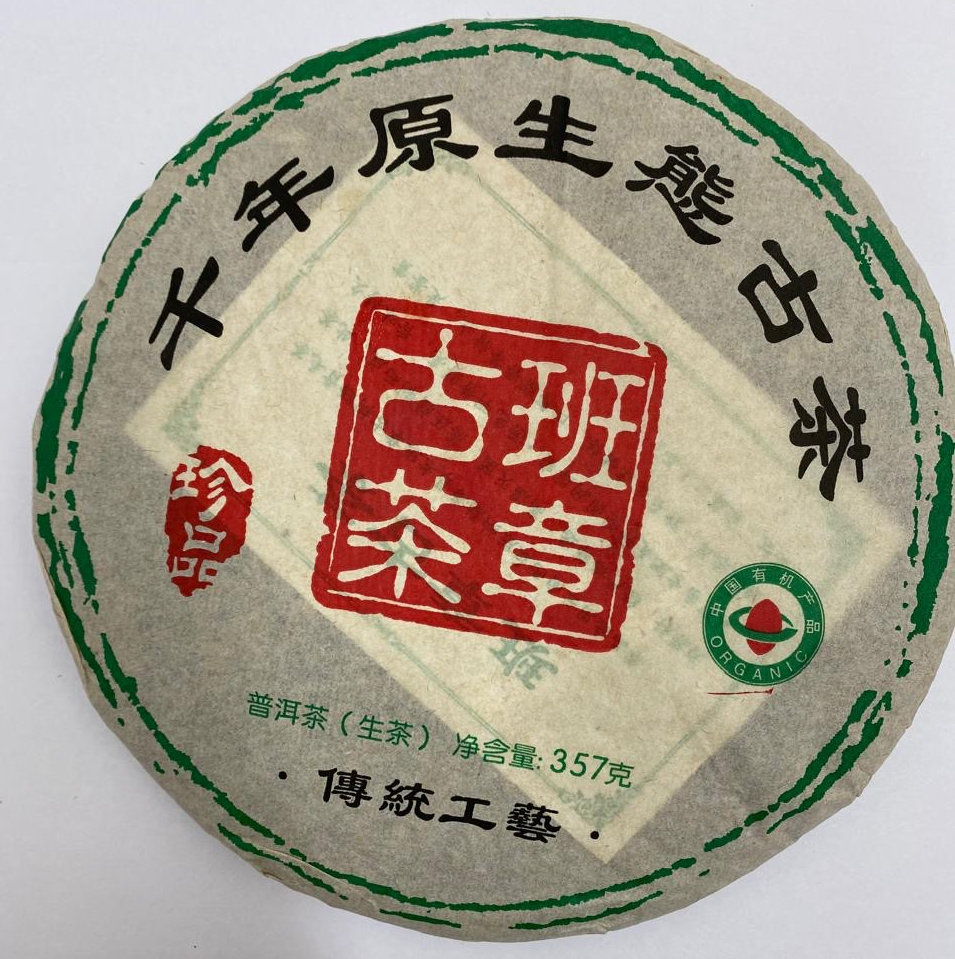 千年原生態古茶
班章
古茶
珍品
中国有机产品
ORGANIC
普洱茶（生茶） 净含量: 357克
·傳統工藝·